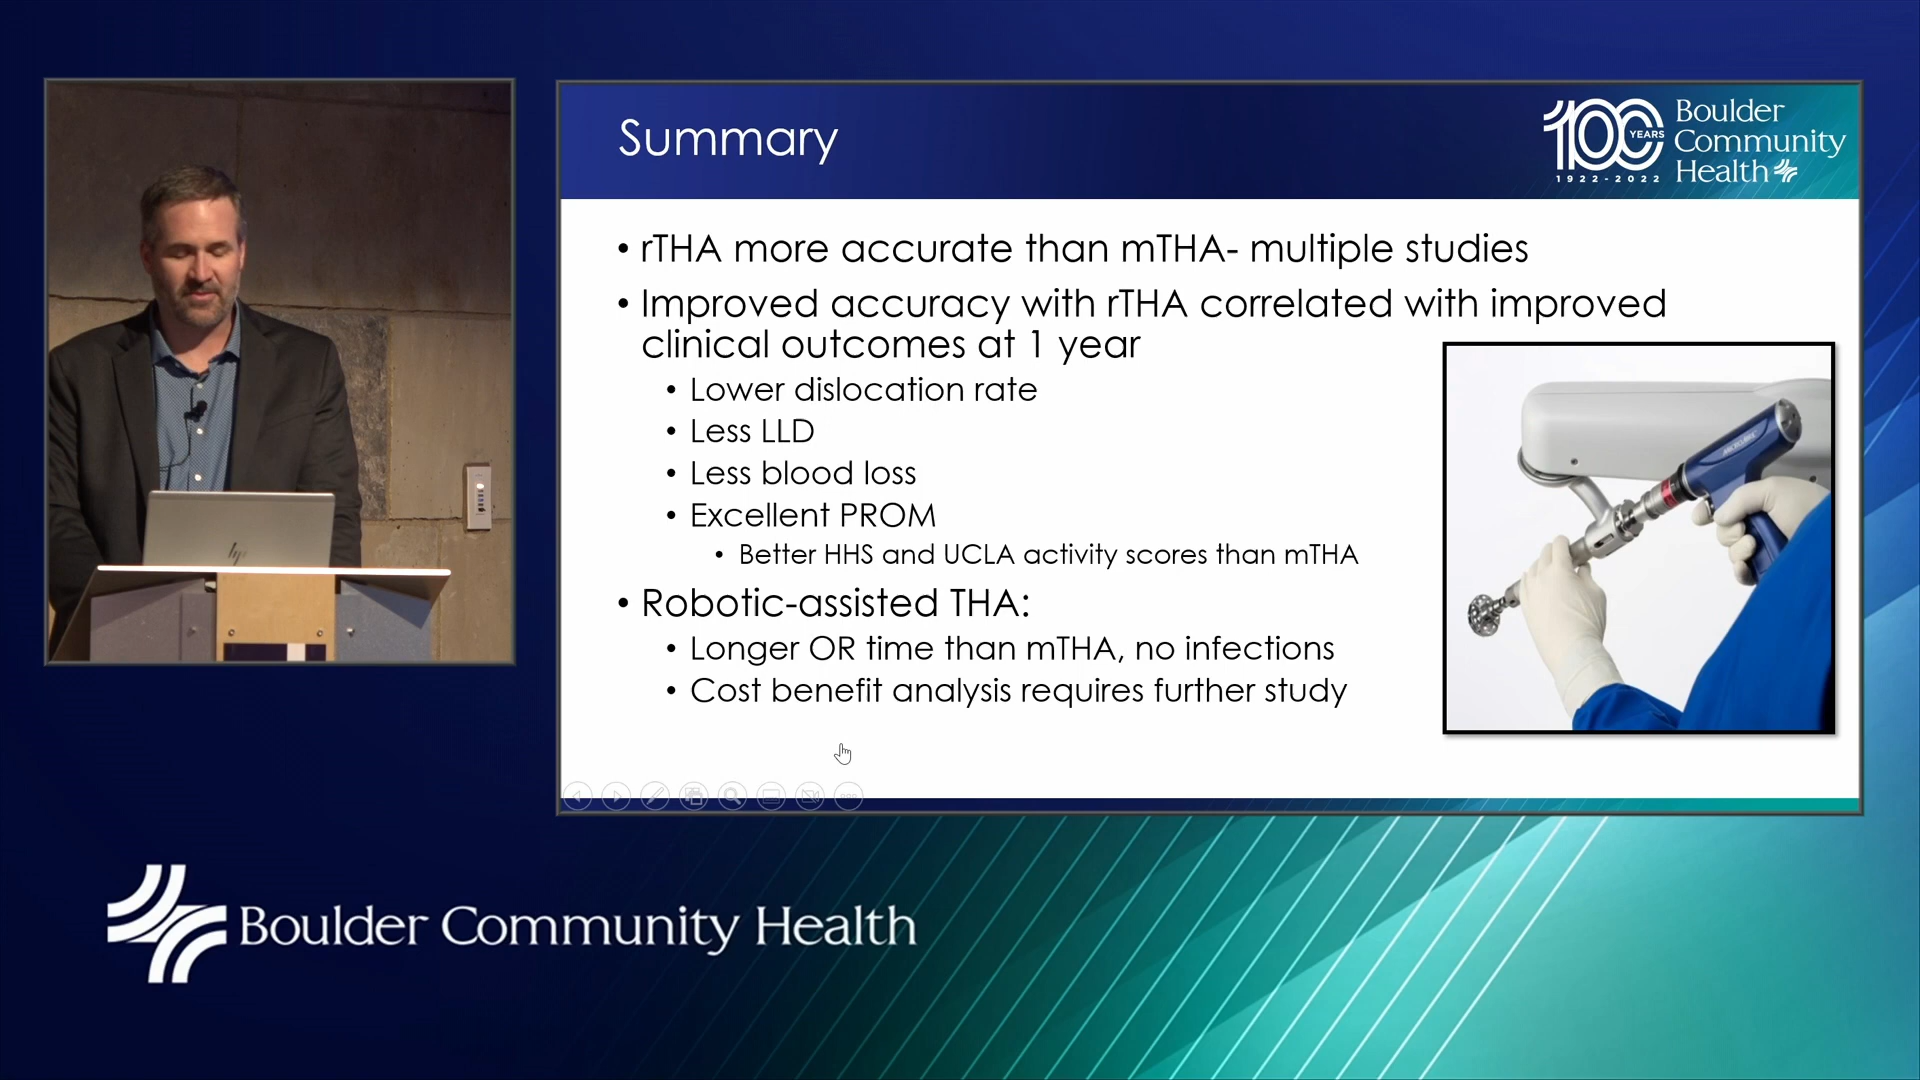 Summary
100 YEARS
1922-2022
Boulder
Community
Health
• rTHA more accurate than mTHA- multiple studies
• Improved accuracy with rTHA correlated with improved
clinical outcomes at 1 year
• Lower dislocation rate
• Less LLD
• Less blood loss
• Excellent PROM
• Better HHS and UCLA activity scores than mTHA
• Robotic-assisted THA:
• Longer OR time than mTHA, no infections
• Cost benefit analysis requires further study
hp
Boulder Community Health